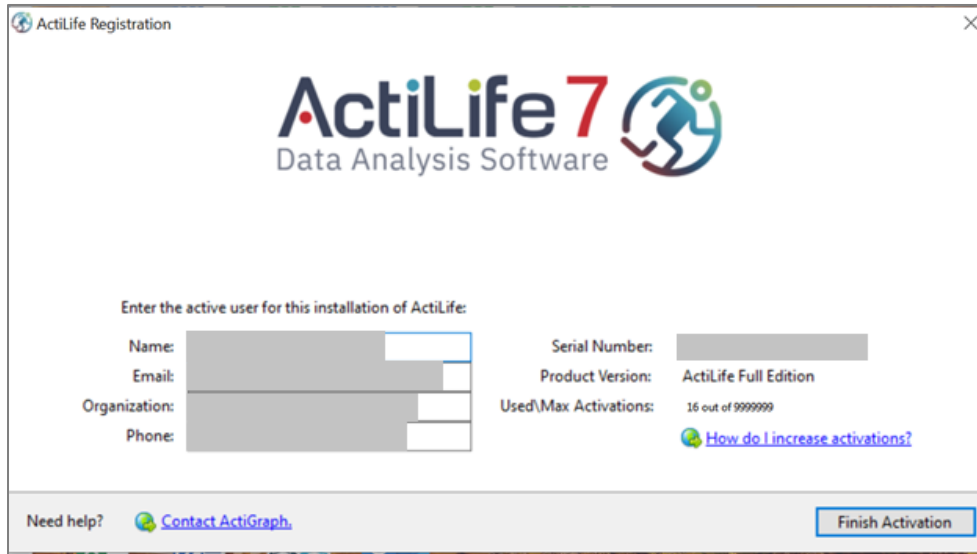 ActiLife Registration
ActiLife 7
Data Analysis Software
Enter the active user for this installation of ActiLife:
Name:
Email:
Organization:
Phone:
Serial Number:
Product Version: ActiLife Full Edition
Used\Max Activations: 16 out of 9999999
How do I increase activations?
Need help? Contact ActiGraph. Finish Activation